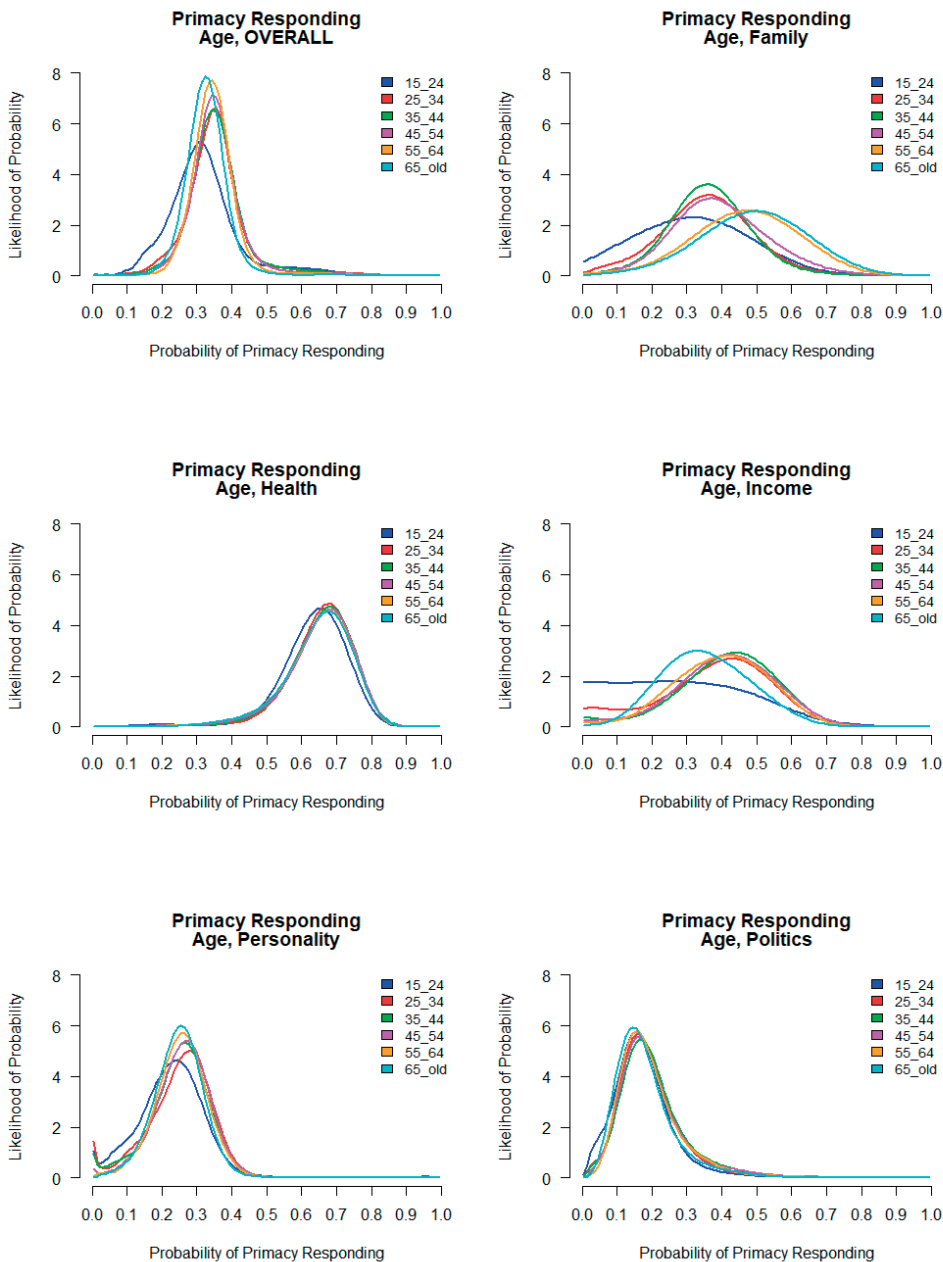 Primacy Responding
Age, OVERALL
Likelihood of Probability
8
6
4
2
0
15_24
25_34
35_44
45_54
55_64
65_old
0.0 0.1 0.2 0.3 0.4 0.5 0.6 0.7 0.8 0.9 1.0
Probability of Primacy Responding
Primacy Responding
Age, Family
Likelihood of Probability
8
6
4
2
0
15_24
25_34
35_44
45_54
55_64
65_old
0.0 0.1 0.2 0.3 0.4 0.5 0.6 0.7 0.8 0.9 1.0
Probability of Primacy Responding
Primacy Responding
Age, Health
Likelihood of Probability
8
6
4
2
0
15_24
25_34
35_44
45_54
55_64
65_old
0.0 0.1 0.2 0.3 0.4 0.5 0.6 0.7 0.8 0.9 1.0
Probability of Primacy Responding
Primacy Responding
Age, Income
Likelihood of Probability
8
6
4
2
0
15_24
25_34
35_44
45_54
55_64
65_old
0.0 0.1 0.2 0.3 0.4 0.5 0.6 0.7 0.8 0.9 1.0
Probability of Primacy Responding
Primacy Responding
Age, Personality
Likelihood of Probability
8
6
4
2
0
15_24
25_34
35_44
45_54
55_64
65_old
0.0 0.1 0.2 0.3 0.4 0.5 0.6 0.7 0.8 0.9 1.0
Probability of Primacy Responding
Primacy Responding
Age, Politics
Likelihood of Probability
8
6
4
2
0
15_24
25_34
35_44
45_54
55_64
65_old
0.0 0.1 0.2 0.3 0.4 0.5 0.6 0.7 0.8 0.9 1.0
Probability of Primacy Responding